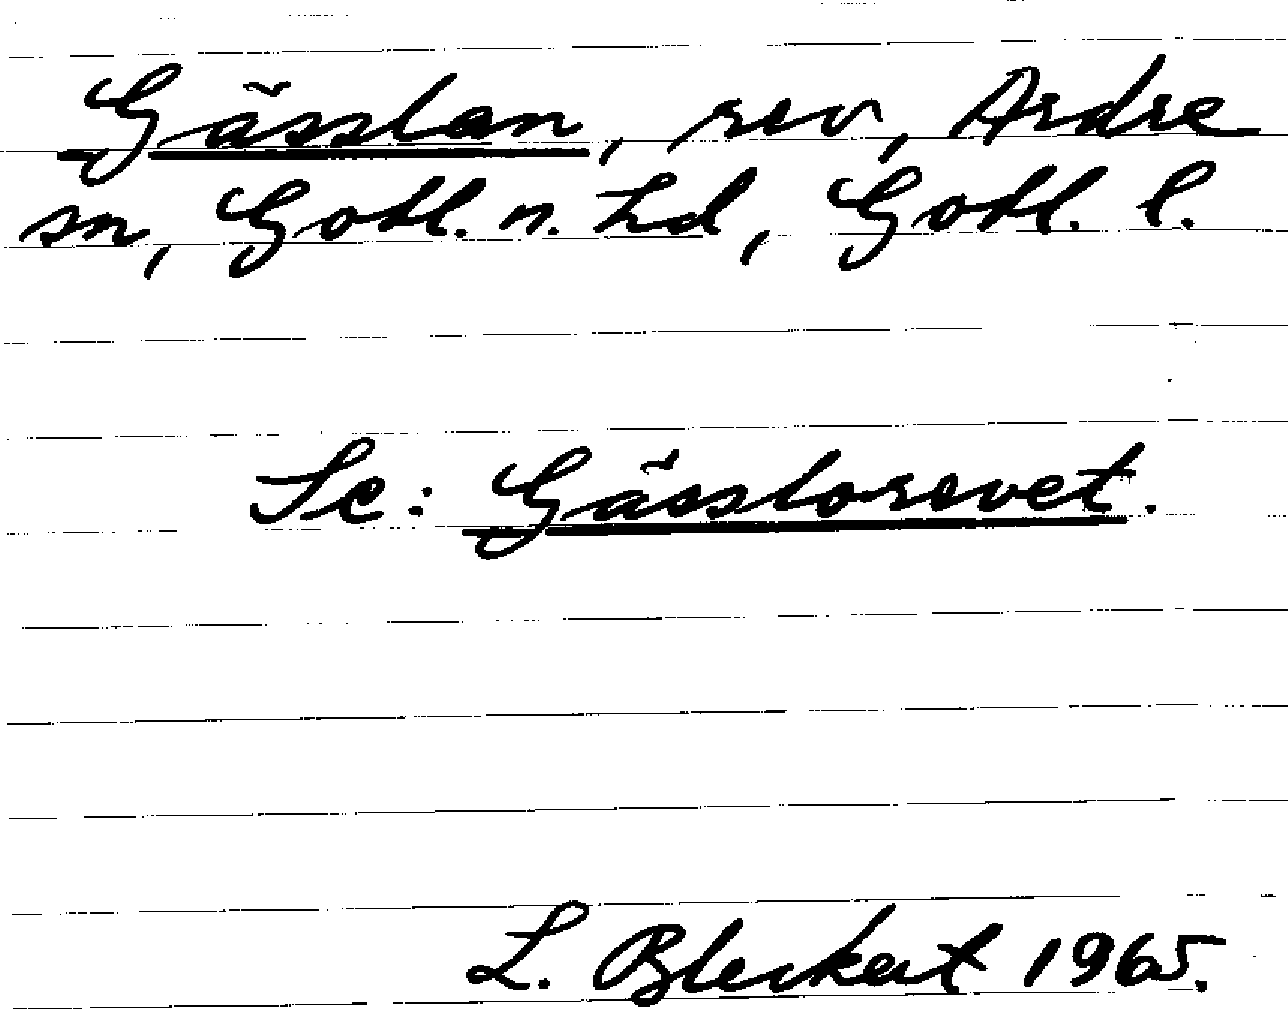 Gässlan, rev, Ardre
sn, Gotl. n. hd, Gotl. l.
Se: Gässlorevet.
L. Bleckert 1965.